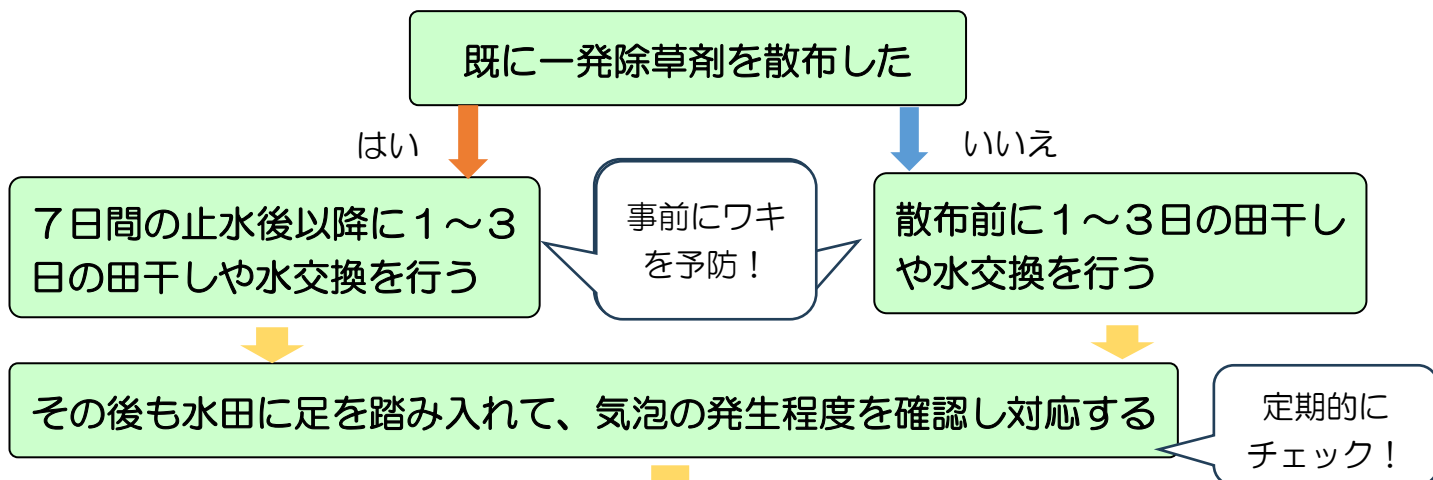 既に一発除草剤を散布した
はい
いいえ
７日間の止水後以降に１～３
日の田干しや水交換を行う
事前にワキ
を予防！
散布前に１～３日の田干し
や水交換を行う
その後も水田に足を踏み入れて、気泡の発生程度を確認し対応する
定期的に
チェック！